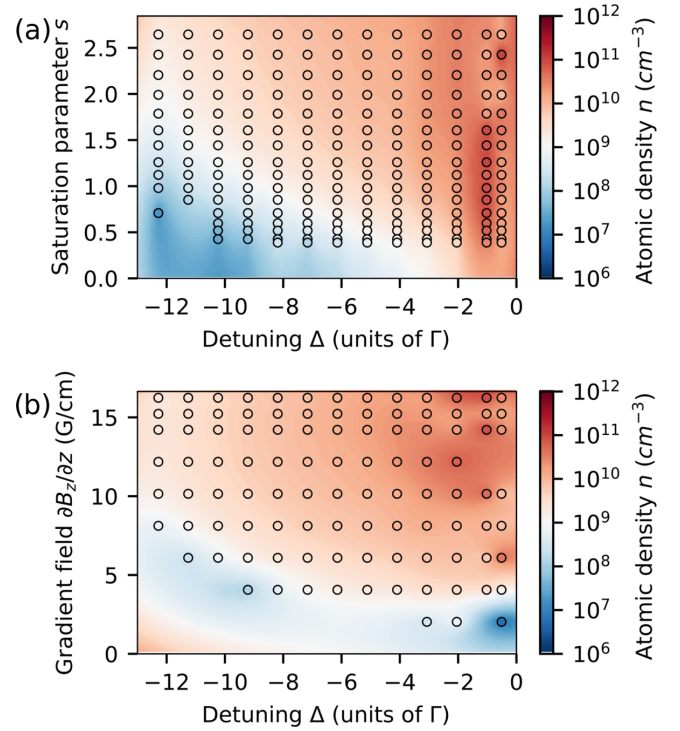 (a)
Saturation parameter s
2.5
2.0
1.5
1.0
0.5
0.0
−12 −10 −8 −6 −4 −2 0
Detuning Δ (units of Γ)
10¹²
10¹¹
10¹⁰
10⁹
10⁸
10⁷
10⁶
Atomic density n (cm⁻³)
(b)
Gradient field ∂B_z/∂z (G/cm)
15
10
5
0
−12 −10 −8 −6 −4 −2 0
Detuning Δ (units of Γ)
10¹²
10¹¹
10¹⁰
10⁹
10⁸
10⁷
10⁶
Atomic density n (cm⁻³)